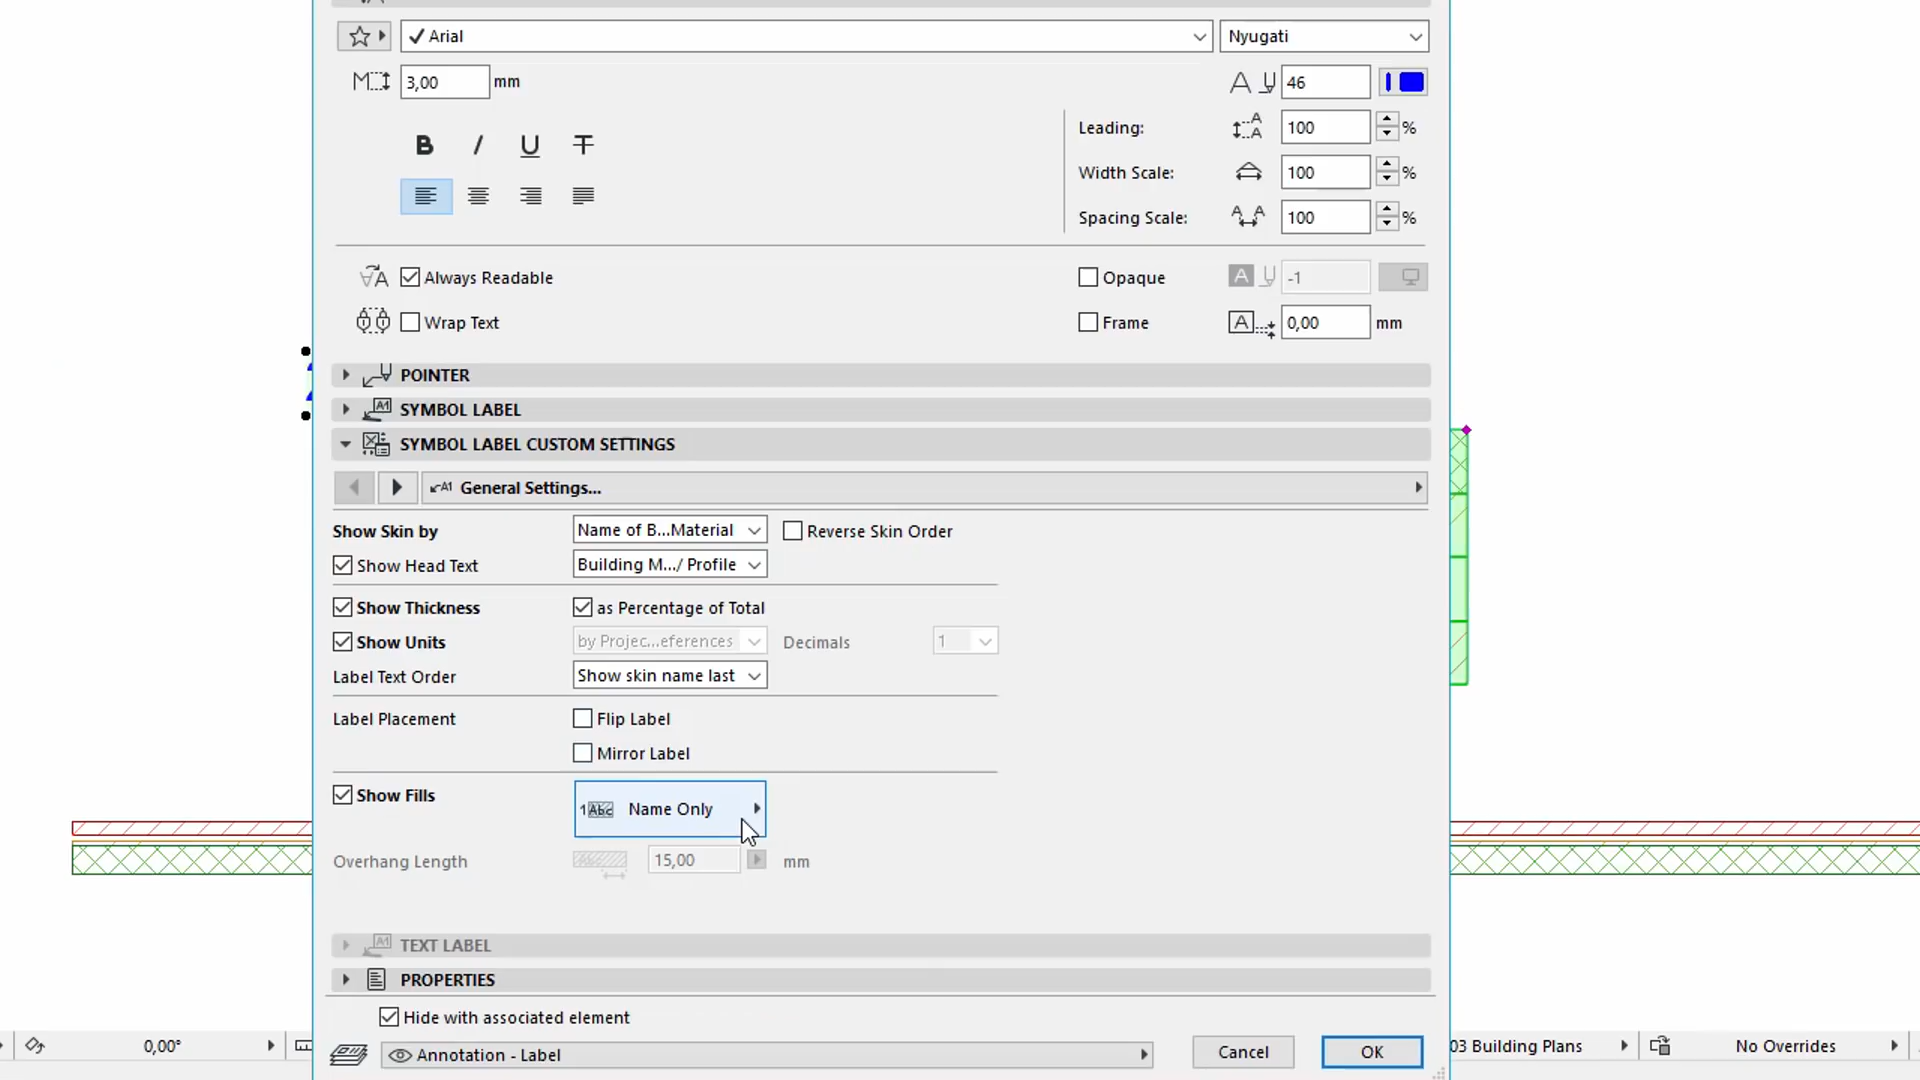 Arial
Nyugati
M
3,00 mm
A 46
B I U T
Leading: 100 %
Width Scale: 100 %
Spacing Scale: 100 %
Always Readable
Opaque
A -1
Wrap Text
Frame
A 0,00 mm
POINTER
SYMBOL LABEL
SYMBOL LABEL CUSTOM SETTINGS
A1 General Settings...
Show Skin by
Name of B...Material
Reverse Skin Order
Show Head Text
Building M.../ Profile
Show Thickness
as Percentage of Total
Show Units
by Projec...eferences
Decimals
1
Label Text Order
Show skin name last
Label Placement
Flip Label
Mirror Label
Show Fills
1 Abc Name Only
Overhang Length
Abc
15,00 mm
TEXT LABEL
PROPERTIES
Hide with associated element
Annotation - Label
Cancel
OK
0,00°
03 Building Plans
No Overrides